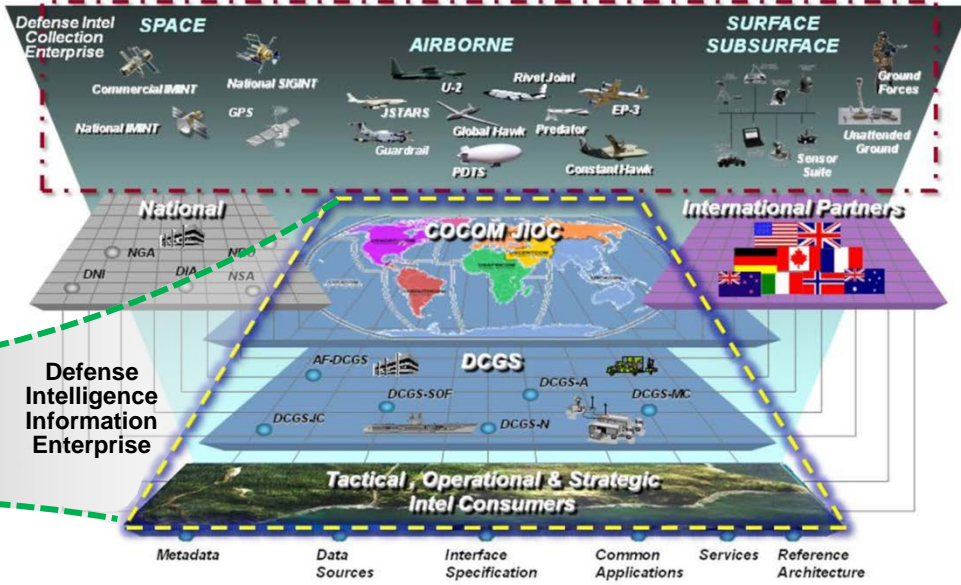 Defense Intel
Collection
Enterprise
SPACE
Commercial IMINT
National SIGINT
National IMINT
GPS
AIRBORNE
U-2
Rivet Joint
JSTARS
EP-3
Global Hawk
Predator
Guardrail
PDTS
Constant Hawk
SURFACE
SUBSURFACE
Ground
Forces
Unattended
Ground
Sensor
Suite
National
NGA
NRO
DNI
DIA
NSA
COCOM JIOC
International Partners
Defense
Intelligence
Information
Enterprise
DCGS
AF-DCGS
DCGS-SOF
DCGS-A
DCGS-MC
DCGS-IC
DCGS-N
Tactical , Operational & Strategic
Intel Consumers
Metadata
Data
Sources
Interface
Specification
Common
Applications
Services
Reference
Architecture